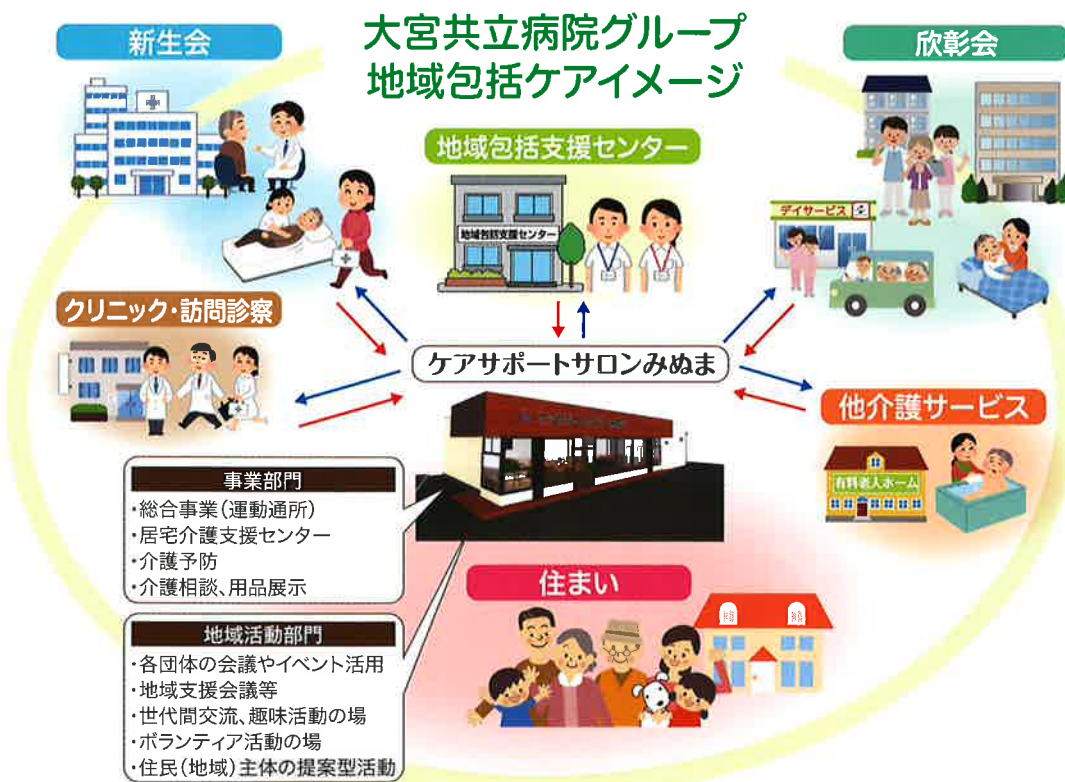 大宮共立病院グループ
地域包括ケアイメージ
新生会
欣彰会
地域包括支援センター
地域包括支援センター
デイサービス
クリニック・訪問診察
ケアサポートサロンみぬま
他介護サービス
有料老人ホーム
事業部門
・総合事業(運動通所)
・居宅介護支援センター
・介護予防
・介護相談、用品展示
住まい
地域活動部門
・各団体の会議やイベント活用
・地域支援会議等
・世代間交流、趣味活動の場
・ボランティア活動の場
・住民(地域)主体の提案型活動